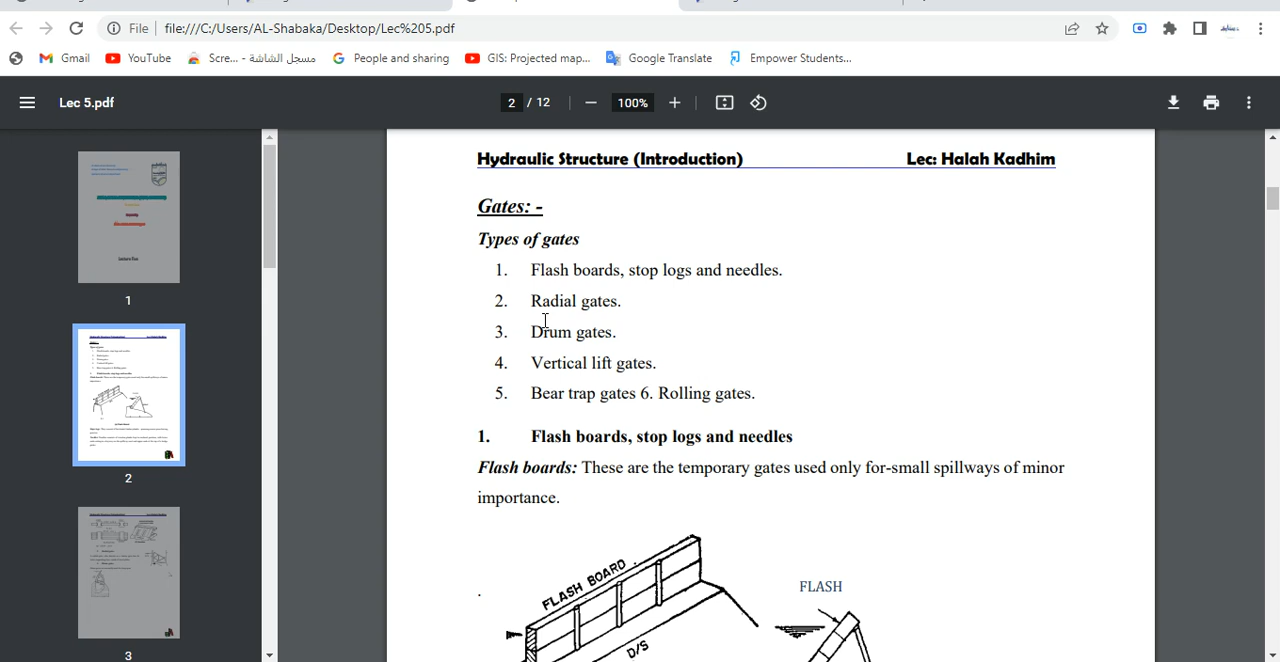 File
file:///C:/Users/AL-Shabaka/Desktop/Lec%205.pdf
Gmail YouTube Scre... - مسجل الشاشة People and sharing GIS: Projected map... Google Translate Empower Students...
Lec 5.pdf 2 / 12 100%
1
2
3
Hydraulic Structure (Introduction) Lec: Halah Kadhim
Gates: -
Types of gates
1. Flash boards, stop logs and needles.
2. Radial gates.
3. Drum gates.
4. Vertical lift gates.
5. Bear trap gates 6. Rolling gates.
1. Flash boards, stop logs and needles
Flash boards: These are the temporary gates used only for-small spillways of minor
importance.
FLASH BOARD
D/S
FLASH